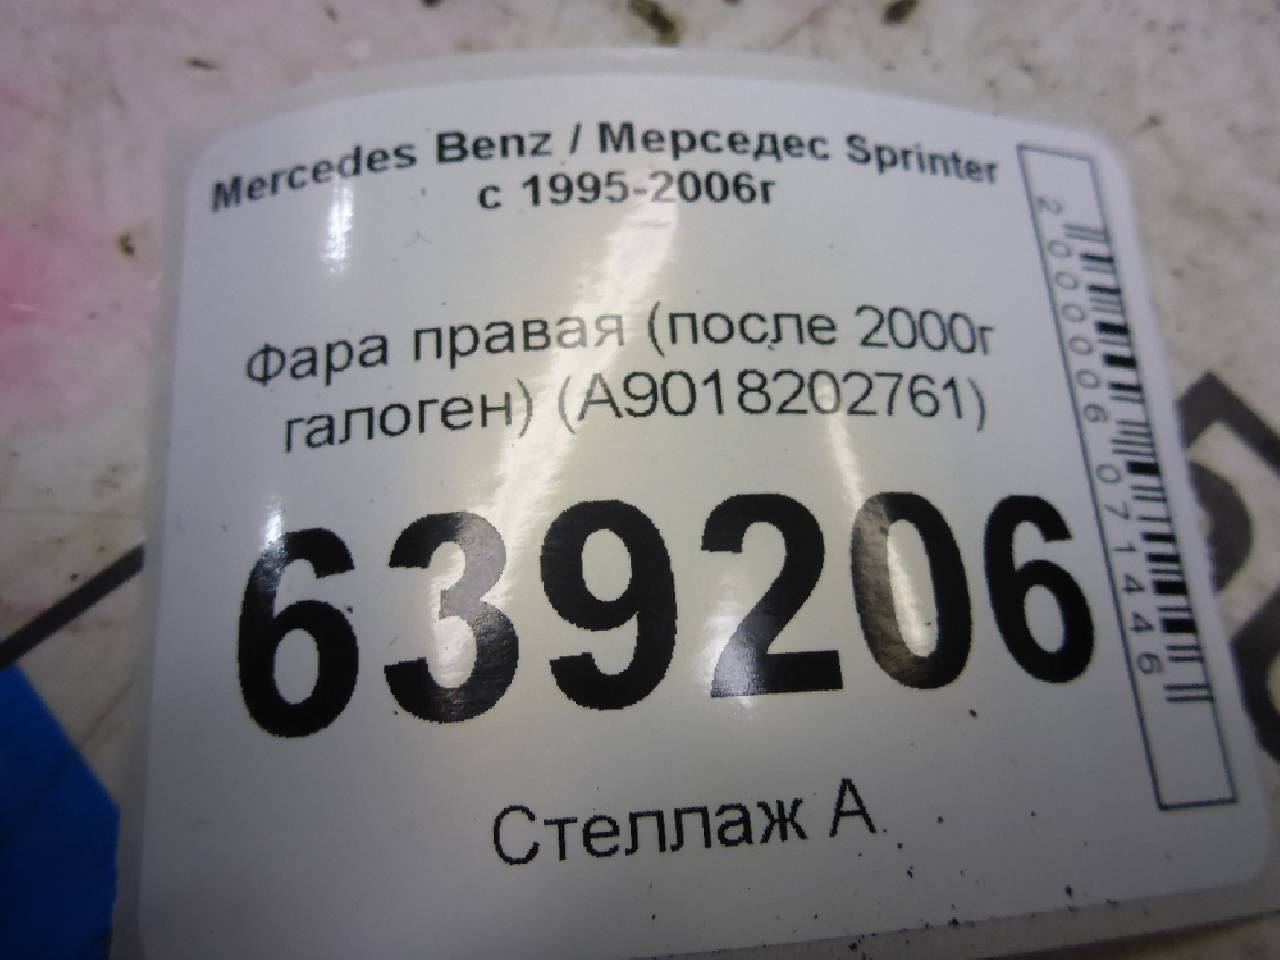 Mercedes Benz / Мерседес Sprinter
с 1995-2006г
Фара правая (после 2000г
галоген) (A9018202761)
639206
Стеллаж А
2000006071446